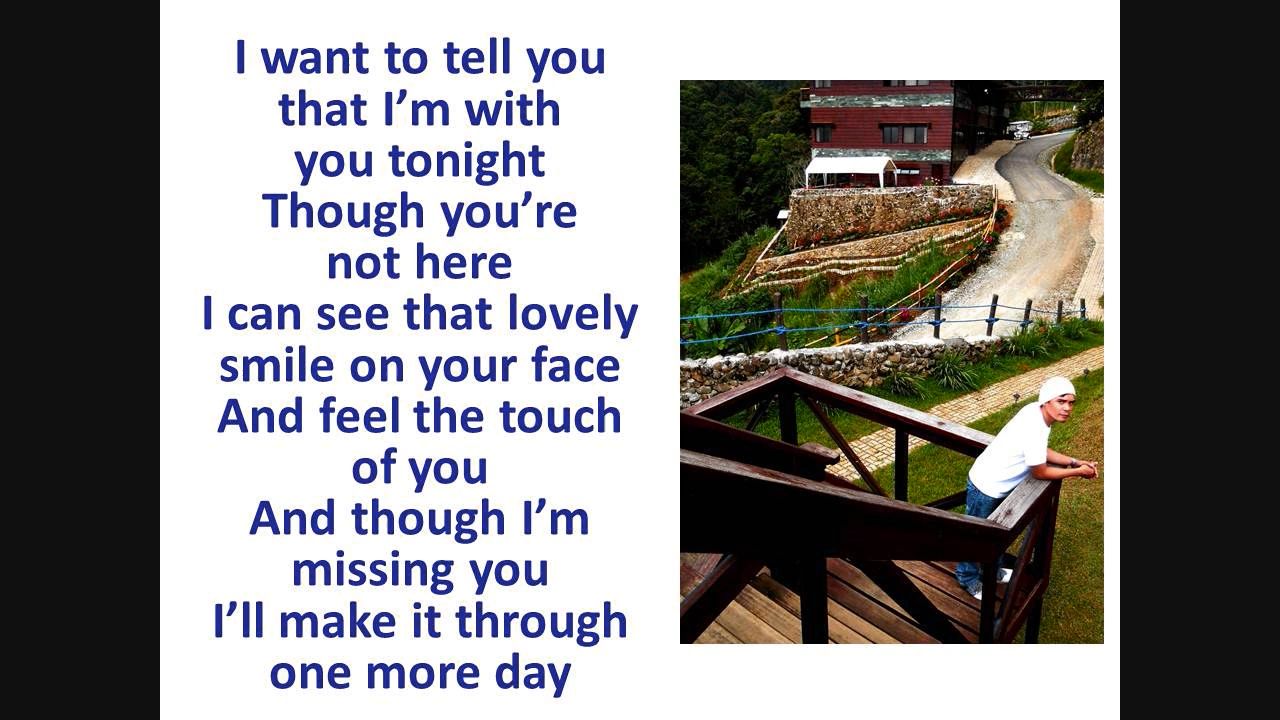 I want to tell you
that I’m with
you tonight
Though you’re
not here
I can see that lovely
smile on your face
And feel the touch
of you
And though I’m
missing you
I’ll make it through
one more day